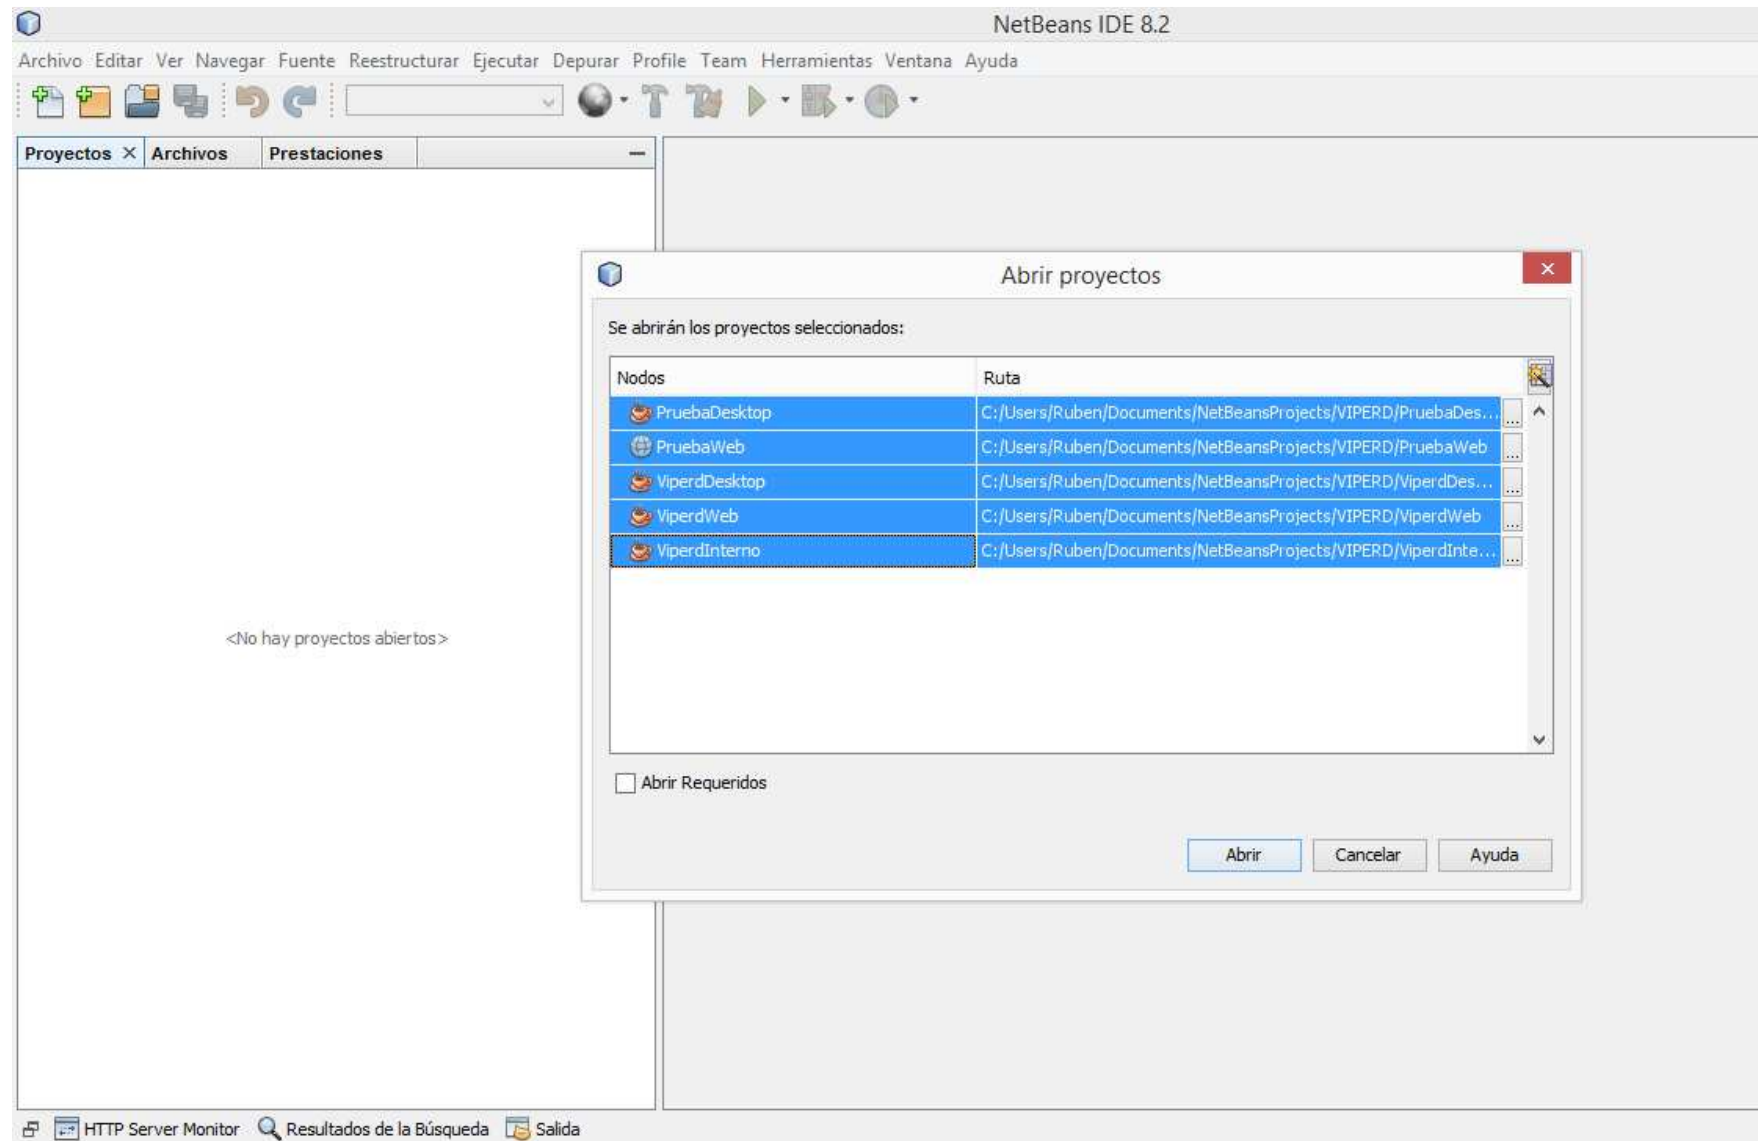 NetBeans IDE 8.2
Archivo Editar Ver Navegar Fuente Reestructurar Ejecutar Depurar Profile Team Herramientas Ventana Ayuda
Proyectos Archivos Prestaciones
Abrir proyectos
Se abrirán los proyectos seleccionados:
Nodos Ruta
PruebaDesktop C:/Users/Ruben/Documents/NetBeansProjects/VIPERD/PruebaDes... ...
PruebaWeb C:/Users/Ruben/Documents/NetBeansProjects/VIPERD/PruebaWeb ...
ViperdDesktop C:/Users/Ruben/Documents/NetBeansProjects/VIPERD/ViperdDes... ...
ViperdWeb C:/Users/Ruben/Documents/NetBeansProjects/VIPERD/ViperdWeb ...
ViperdInterno C:/Users/Ruben/Documents/NetBeansProjects/VIPERD/ViperdInte... ...
<No hay proyectos abiertos>
Abrir Requeridos
Abrir Cancelar Ayuda
HTTP Server Monitor Resultados de la Búsqueda Salida